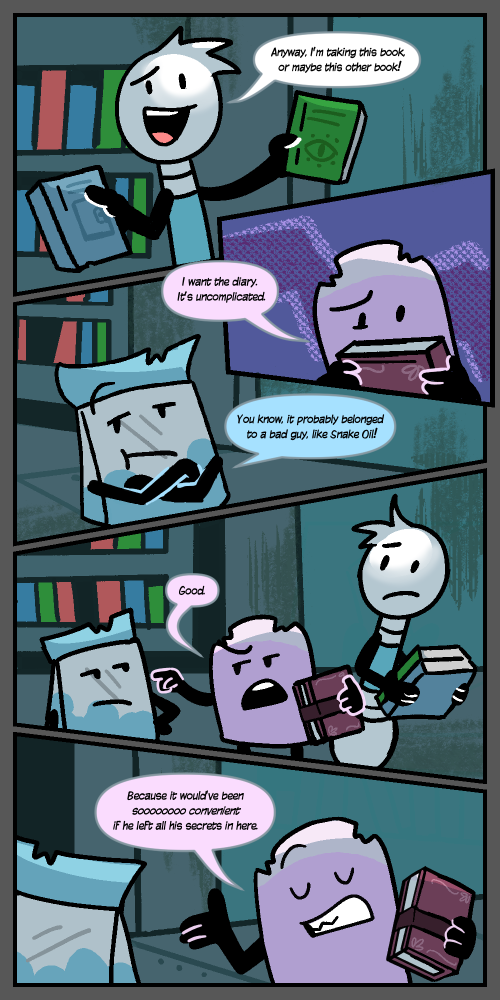 Anyway, I'm taking this book,
or maybe this other book!
I want the diary.
It's uncomplicated.
You know, it probably belonged
to a bad guy, like Snake Oil!
Good.
Because it would've been
soooooooo convenient
if he left all his secrets in here.